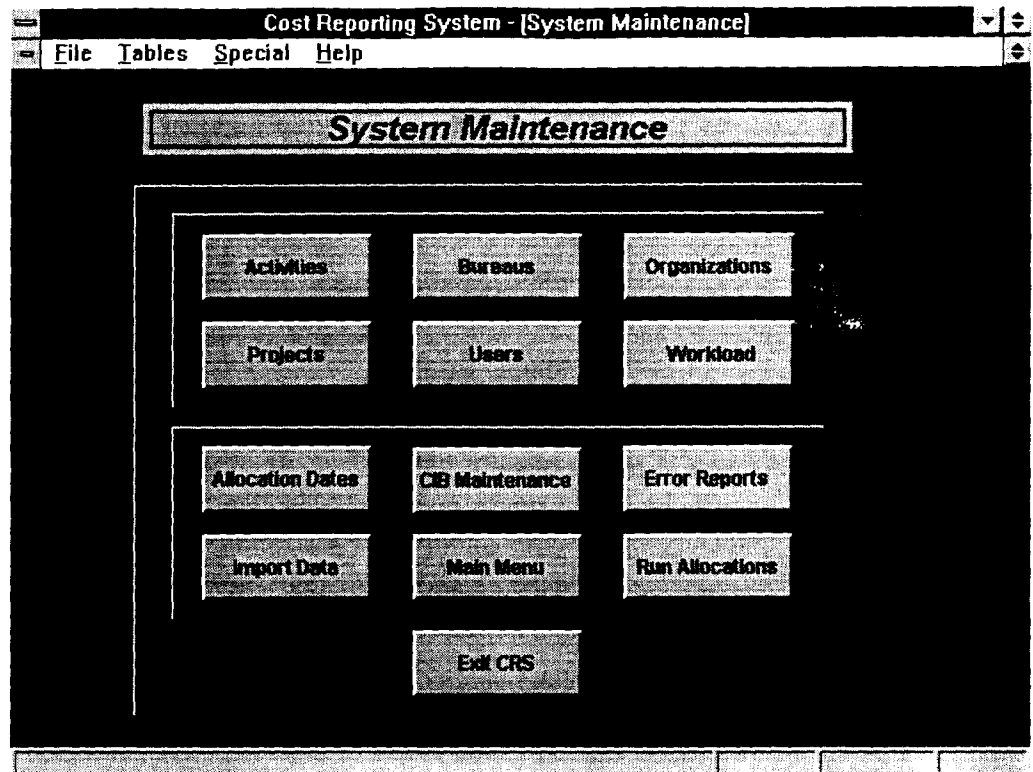 Cost Reporting System - [System Maintenance]
File Tables Special Help
System Maintenance
Activities Bureaus Organizations
Projects Users Workload
Allocation Dates CIB Maintenance Error Reports
Import Data Main Menu Run Allocations
Exit CRS